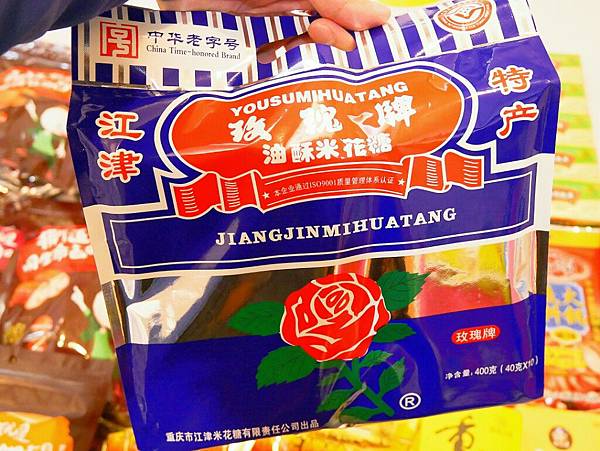 中华老字号
China Time-honored Brand
江津
特产
YOUSUMIHUATANG
玫瑰牌
油酥米花糖
★本企业通过ISO9001质量管理体系认证★
JIANGJINMIHUATANG
玫瑰牌
净含量:400克(40克X10)
®
重庆市江津米花糖有限责任公司出品